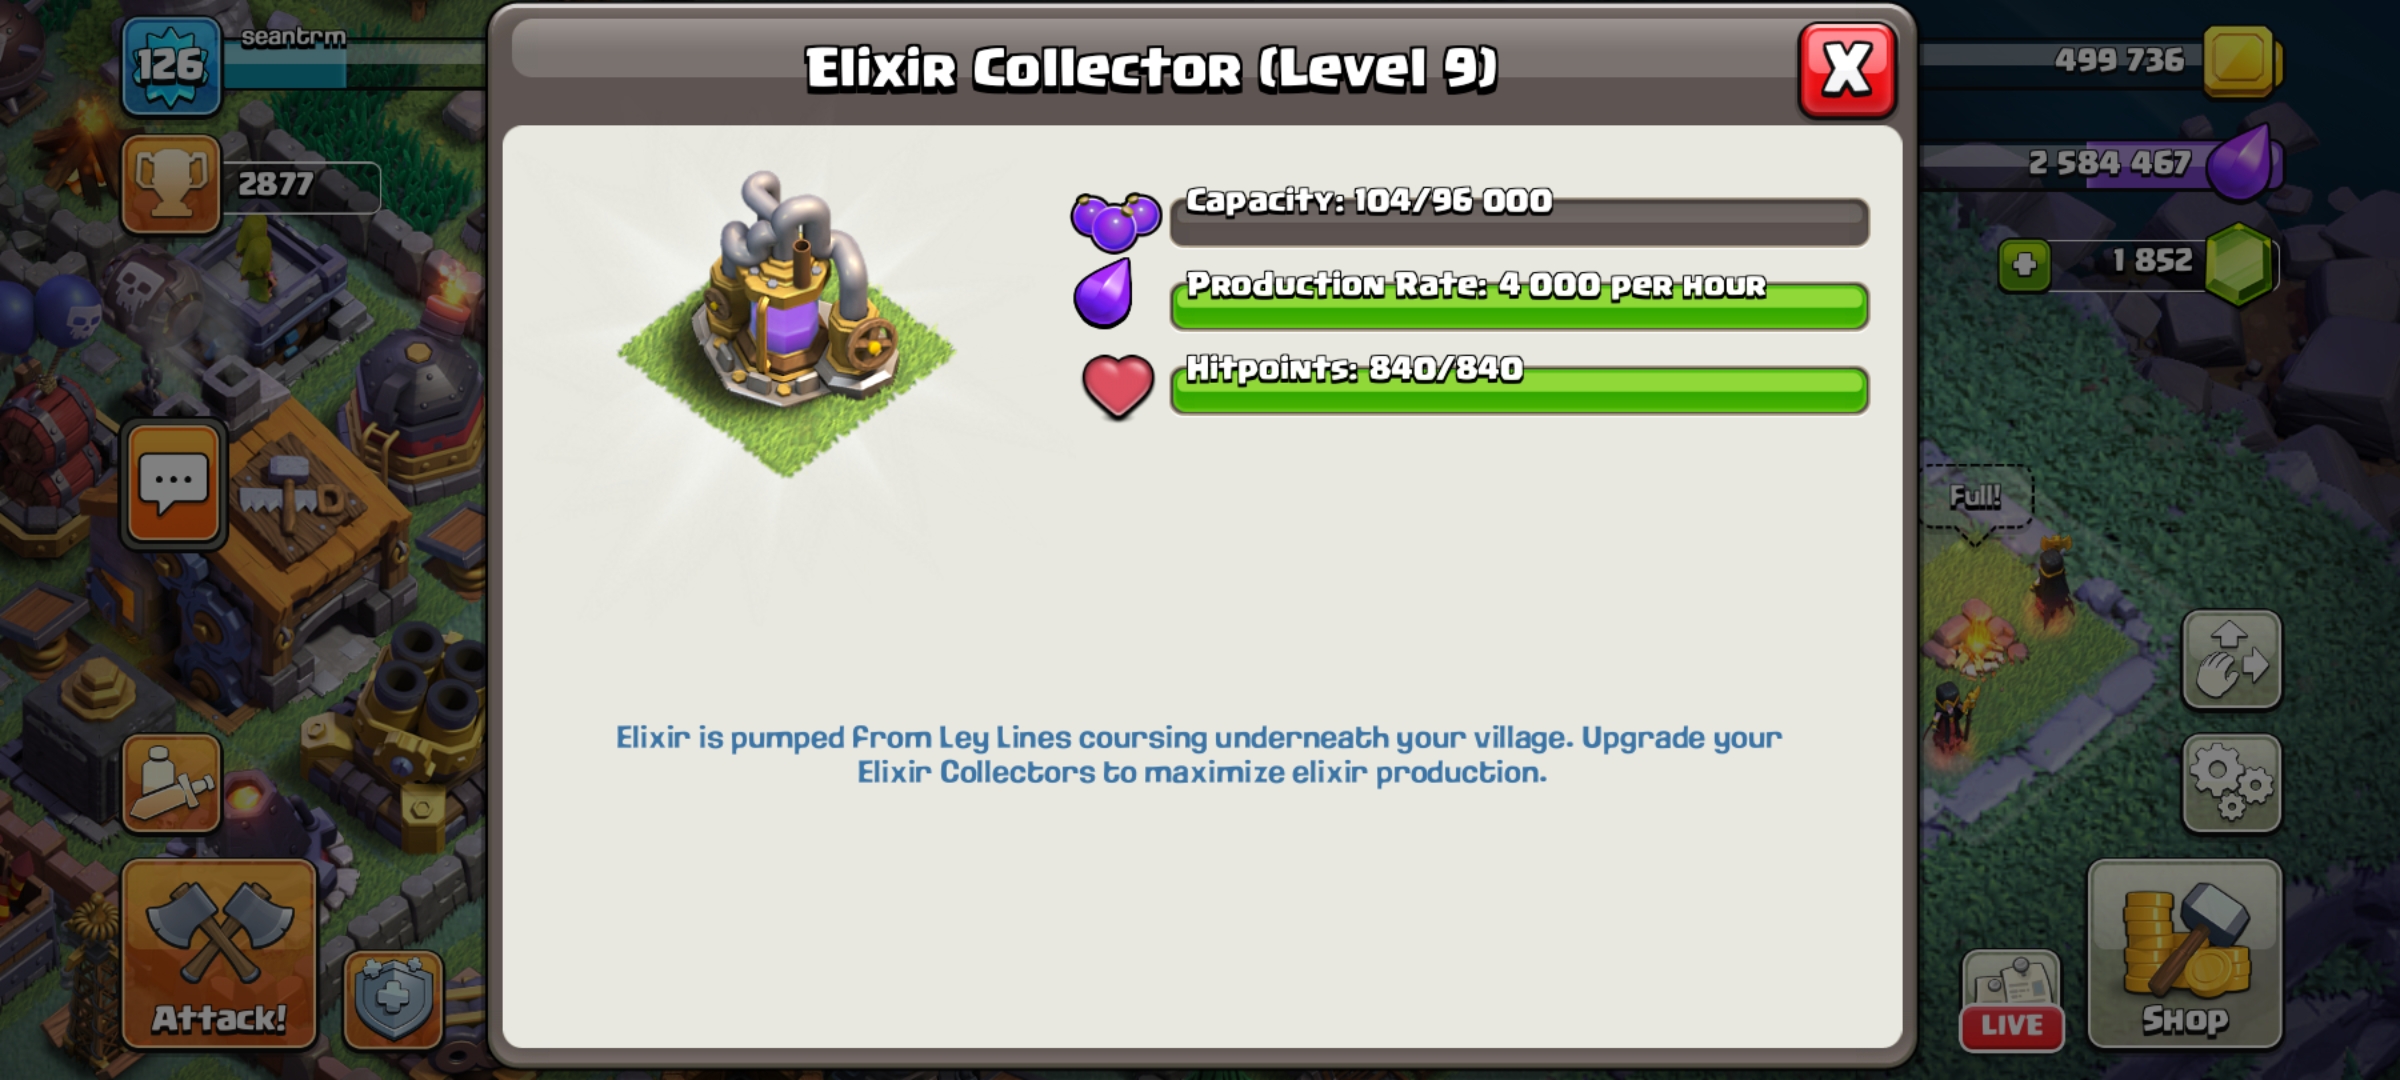 Elixir Collector (Level 9)
X
126
seantrm
499 736
2877
2 584 467
Capacity: 104/96 000
1 852
Production Rate: 4 000 per hour
Hitpoints: 840/840
Full!
Elixir is pumped from Ley Lines coursing underneath your village. Upgrade your
Elixir Collectors to maximize elixir production.
Attack!
LIVE
Shop